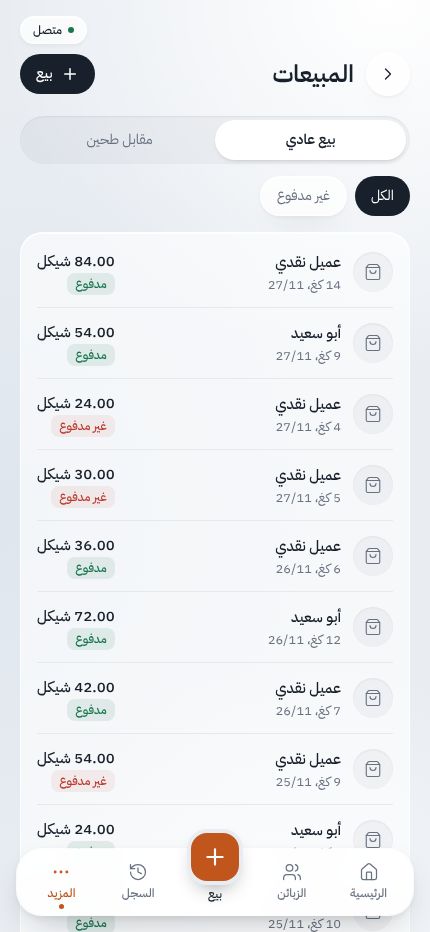 متصل
المبيعات
بيع
بيع عادي
مقابل طحين
الكل
غير مدفوع
عميل نقدي
84.00 شيكل
14 كغ، 27/11
مدفوع
أبو سعيد
54.00 شيكل
9 كغ، 27/11
مدفوع
عميل نقدي
24.00 شيكل
4 كغ، 27/11
غير مدفوع
عميل نقدي
30.00 شيكل
5 كغ، 27/11
غير مدفوع
عميل نقدي
36.00 شيكل
6 كغ، 26/11
مدفوع
أبو سعيد
72.00 شيكل
12 كغ، 26/11
مدفوع
عميل نقدي
42.00 شيكل
7 كغ، 26/11
مدفوع
عميل نقدي
54.00 شيكل
9 كغ، 25/11
غير مدفوع
أبو سعيد
24.00 شيكل
الرئيسية
الزبائن
بيع
السجل
المزيد
10 كغ، 25/11
مدفوع